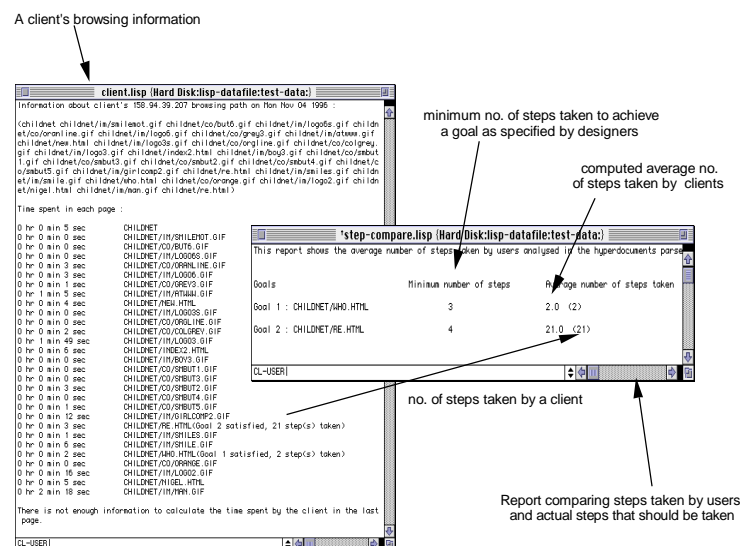 A client's browsing information
client.lisp (Hard Disk:lisp-datafile:test-data:)
Information about client's 158.94.39.207 browsing path on Mon Nov 04 1996 :
(childnet childnet/im/smilemot.gif childnet/co/but6.gif childnet/im/logo6s.gif childn
et/co/oranline.gif childnet/im/logo6.gif childnet/co/grey3.gif childnet/im/atwww.gif
childnet/new.html childnet/im/logo3s.gif childnet/co/orgline.gif childnet/co/colgrey.
gif childnet/im/logo3.gif childnet/index2.html childnet/im/boy3.gif childnet/co/smbut
1.gif childnet/co/smbut3.gif childnet/co/smbut2.gif childnet/co/smbut4.gif childnet/c
o/smbut5.gif childnet/im/girlcomp2.gif childnet/re.html childnet/im/smiles.gif childn
et/im/smile.gif childnet/who.html childnet/co/orange.gif childnet/im/logo2.gif childn
et/nigel.html childnet/im/man.gif childnet/re.html)
Time spent in each page :
0 hr 0 min 5 sec CHILDNET
0 hr 0 min 0 sec CHILDNET/IM/SMILEMOT.GIF
0 hr 0 min 0 sec CHILDNET/CO/BUT6.GIF
0 hr 0 min 0 sec CHILDNET/IM/LOGO6S.GIF
0 hr 0 min 3 sec CHILDNET/CO/ORANLINE.GIF
0 hr 0 min 3 sec CHILDNET/IM/LOGO6.GIF
0 hr 0 min 1 sec CHILDNET/CO/GREY3.GIF
0 hr 1 min 5 sec CHILDNET/IM/ATWWW.GIF
0 hr 0 min 4 sec CHILDNET/NEW.HTML
0 hr 0 min 0 sec CHILDNET/IM/LOGO3S.GIF
0 hr 0 min 0 sec CHILDNET/CO/ORGLINE.GIF
0 hr 0 min 2 sec CHILDNET/CO/COLGREY.GIF
0 hr 1 min 49 sec CHILDNET/IM/LOGO3.GIF
0 hr 0 min 6 sec CHILDNET/INDEX2.HTML
0 hr 0 min 0 sec CHILDNET/IM/BOY3.GIF
0 hr 0 min 0 sec CHILDNET/CO/SMBUT1.GIF
0 hr 0 min 0 sec CHILDNET/CO/SMBUT3.GIF
0 hr 0 min 3 sec CHILDNET/CO/SMBUT2.GIF
0 hr 0 min 0 sec CHILDNET/CO/SMBUT4.GIF
0 hr 0 min 1 sec CHILDNET/CO/SMBUT5.GIF
0 hr 0 min 12 sec CHILDNET/IM/GIRLCOMP2.GIF
0 hr 0 min 3 sec CHILDNET/RE.HTML(Goal 2 satisfied, 21 step(s) taken)
0 hr 0 min 1 sec CHILDNET/IM/SMILES.GIF
0 hr 0 min 6 sec CHILDNET/IM/SMILE.GIF
0 hr 0 min 2 sec CHILDNET/WHO.HTML(Goal 1 satisfied, 2 step(s) taken)
0 hr 0 min 0 sec CHILDNET/CO/ORANGE.GIF
0 hr 0 min 16 sec CHILDNET/IM/LOGO2.GIF
0 hr 0 min 5 sec CHILDNET/NIGEL.HTML
0 hr 2 min 18 sec CHILDNET/IM/MAN.GIF
There is not enough information to calculate the time spent by the client in the last
page.
CL-USER
minimum no. of steps taken to achieve
a goal as specified by designers
computed average no.
of steps taken by clients
step-compare.lisp (Hard Disk:lisp-datafile:test-data:)
This report shows the average number of steps taken by users analysed in the hyperdocuments parse
Goals Minimum number of steps Average number of steps taken
Goal 1 : CHILDNET/WHO.HTML 3 2.0 (2)
Goal 2 : CHILDNET/RE.HTML 4 21.0 (21)
CL-USER
no. of steps taken by a client
Report comparing steps taken by users
and actual steps that should be taken